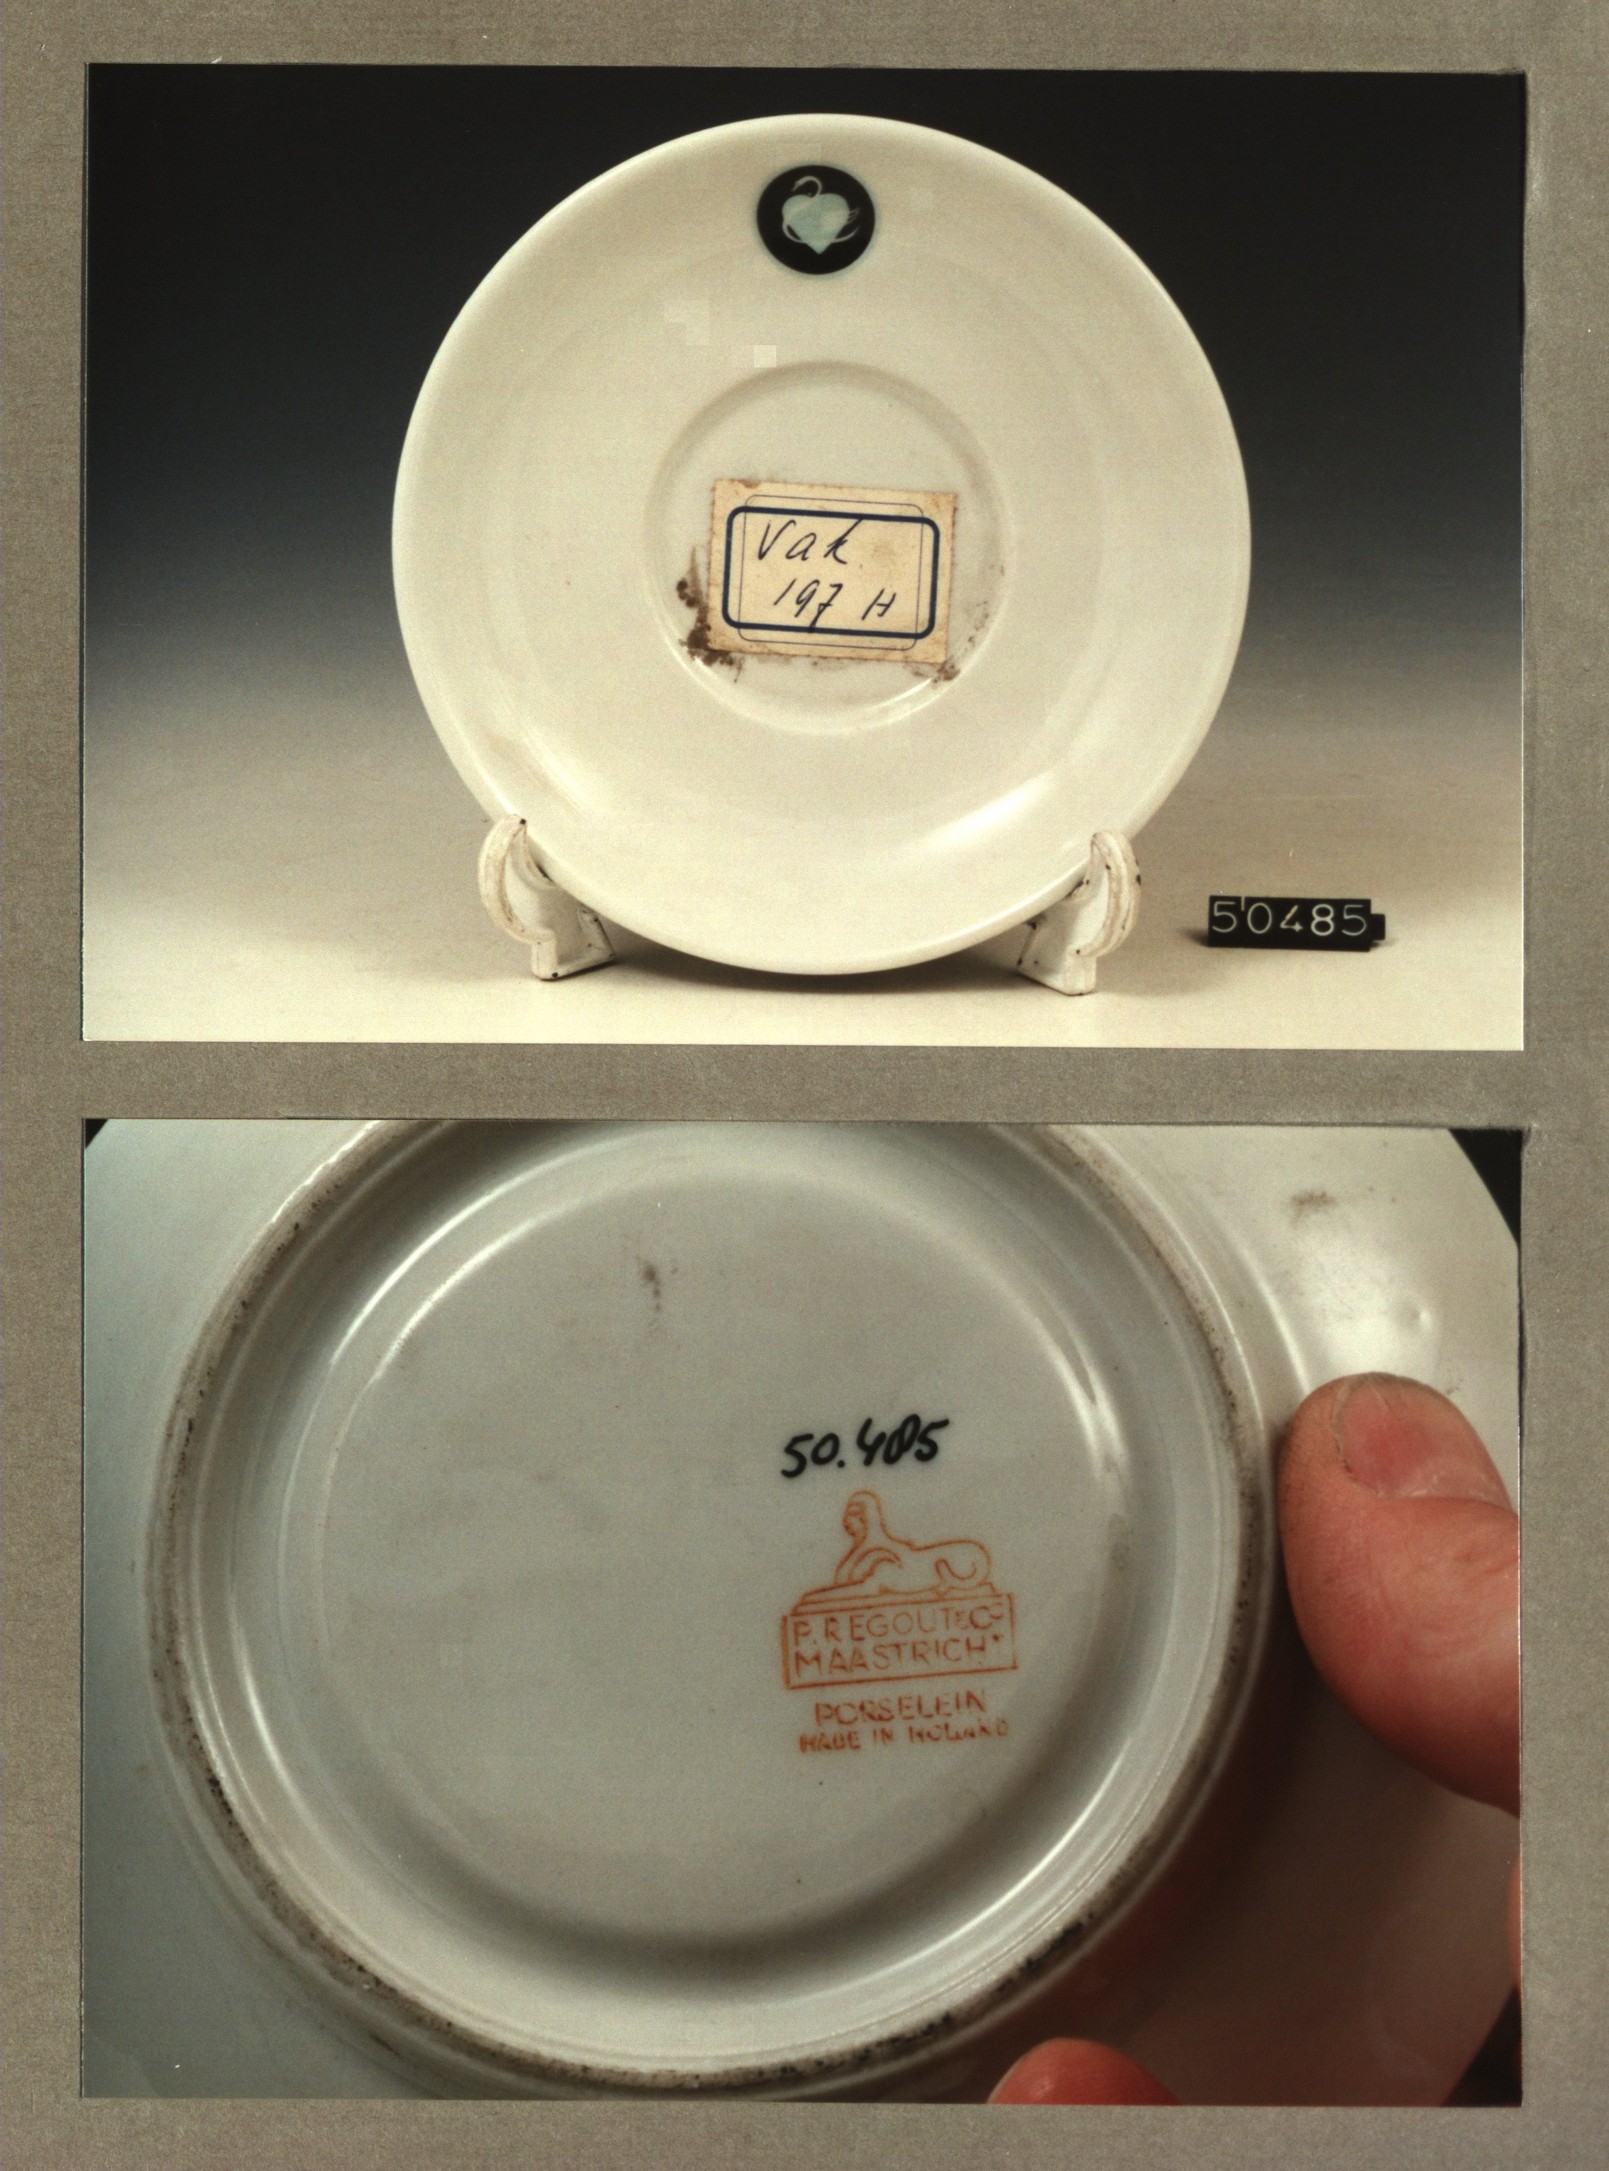 Vak
197 H
50485
50.485
P. REGOUT & Co
MAASTRICHT
PORSELEIN
MADE IN HOLLAND